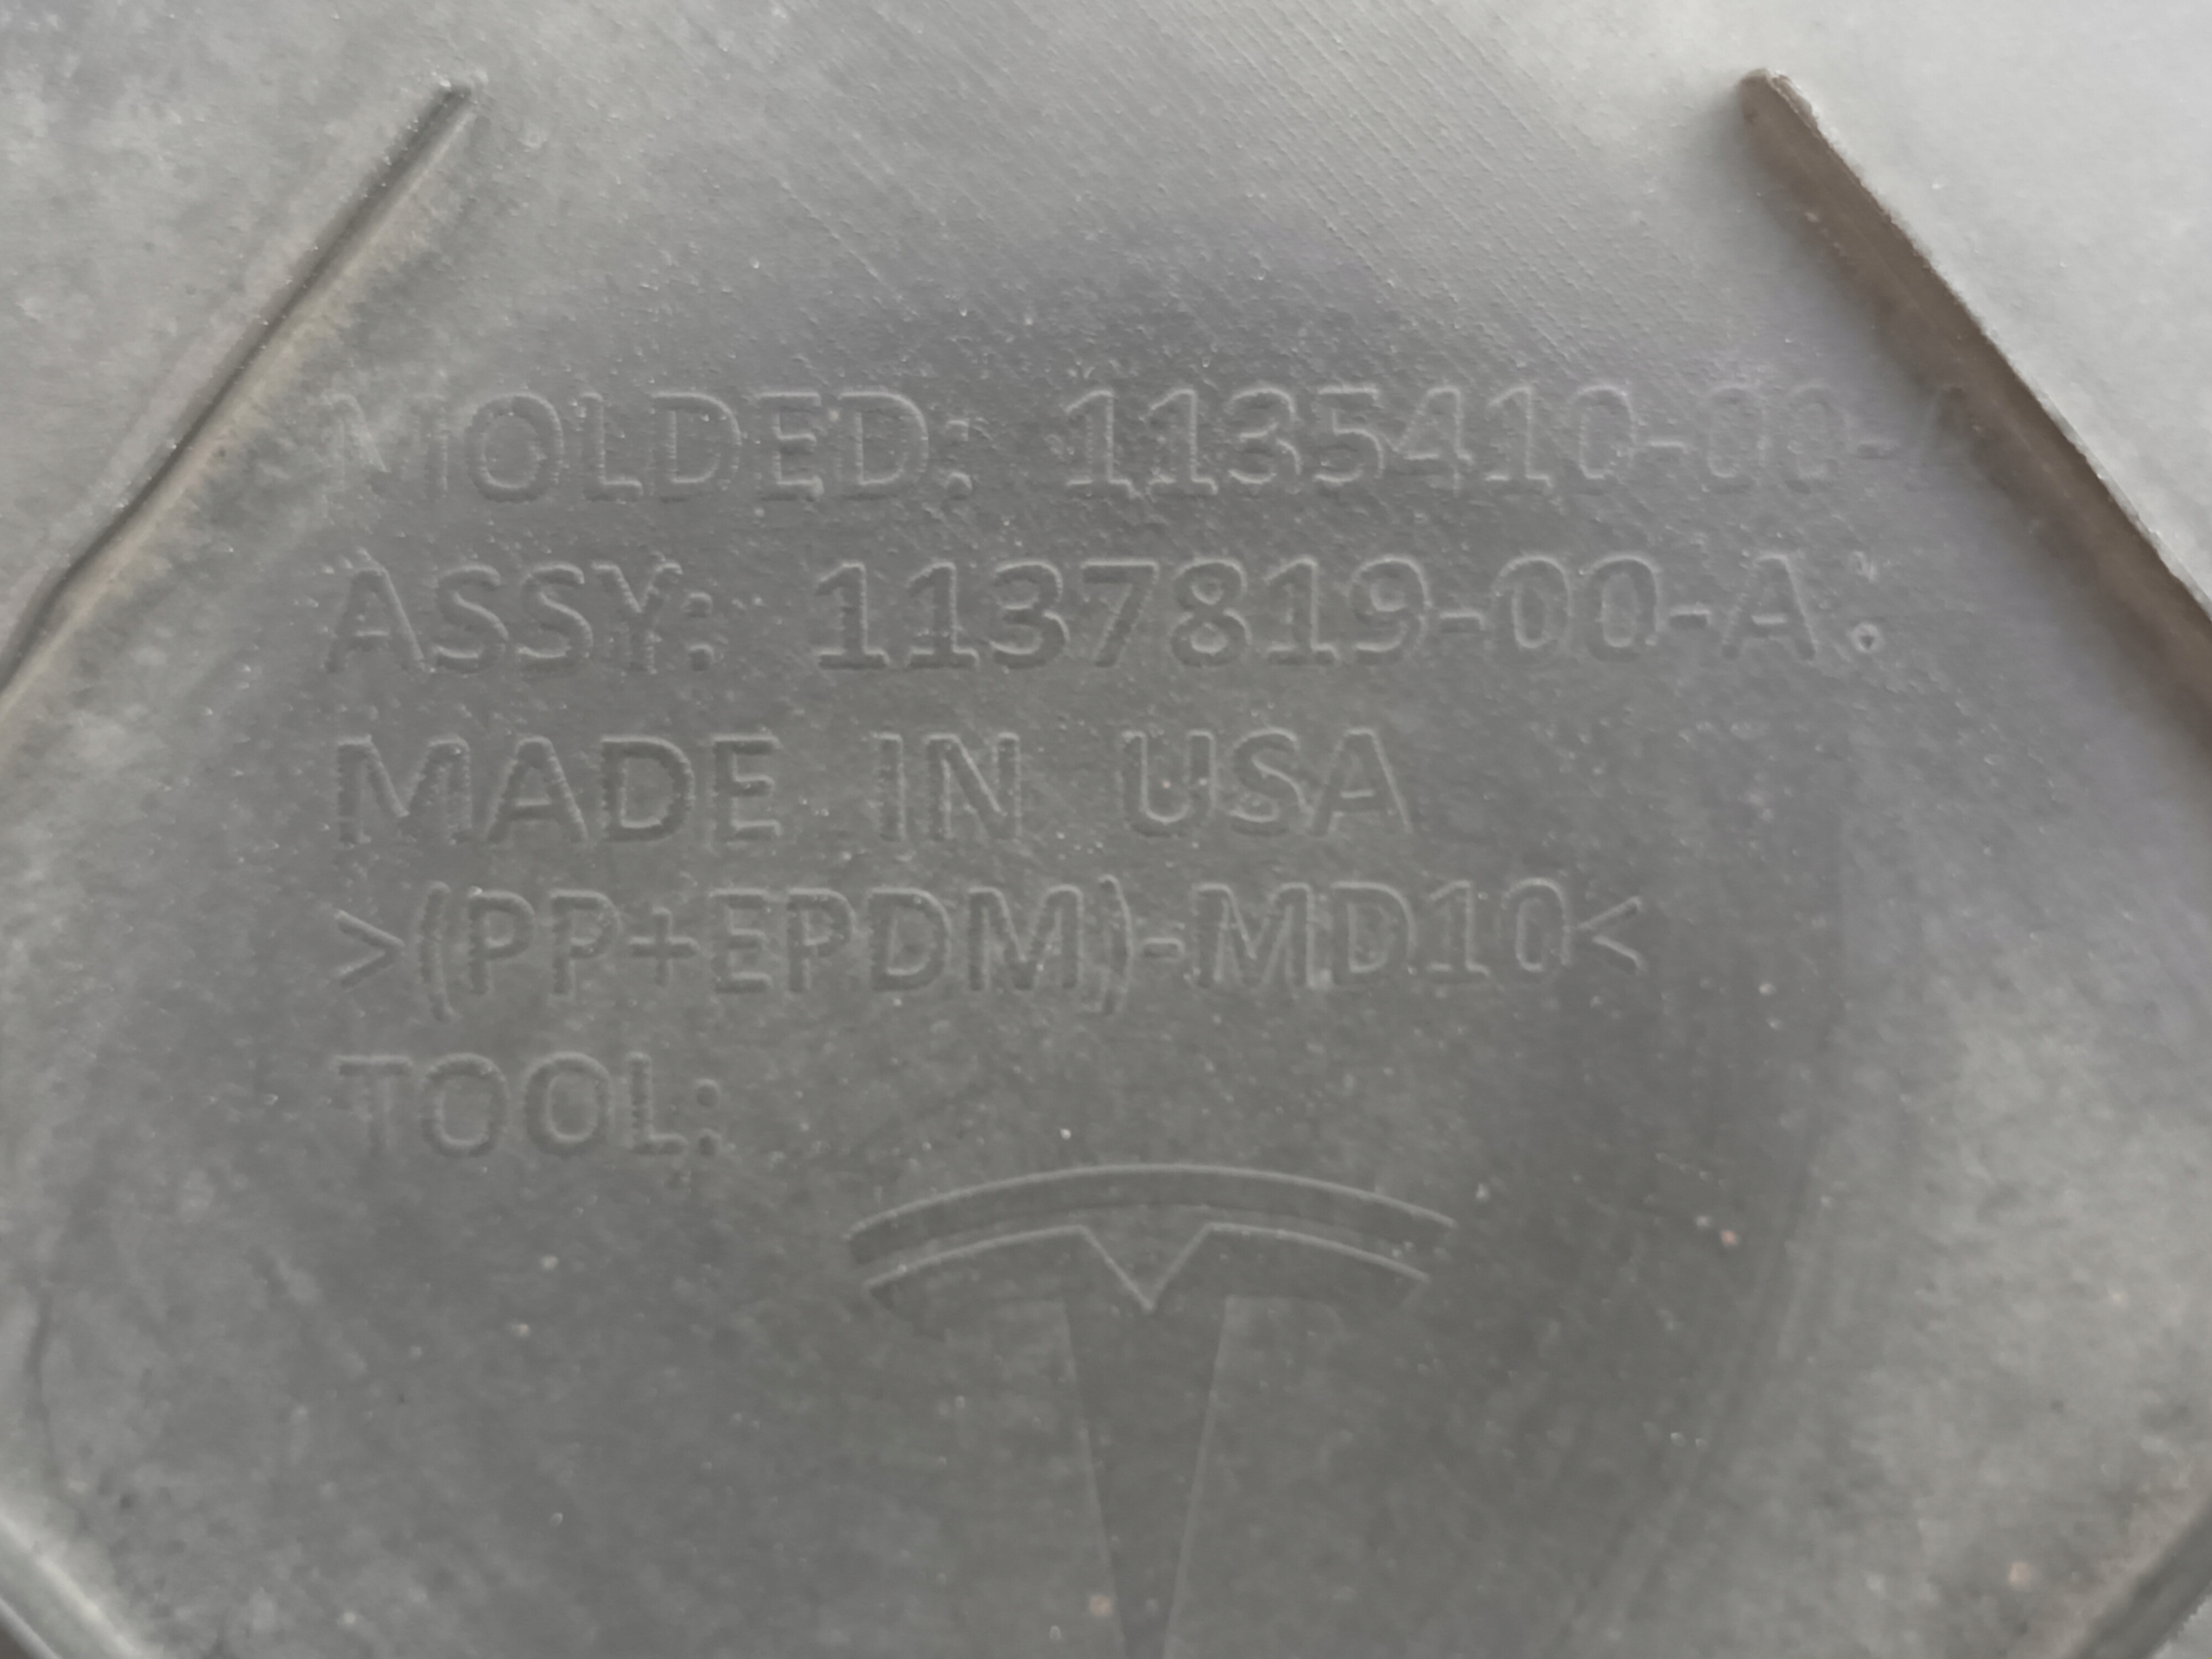 MOLDED: 1135410-00-A
ASSY: 1137819-00-A.
MADE IN USA
>(PP+EPDM)-MD10<
TOOL: